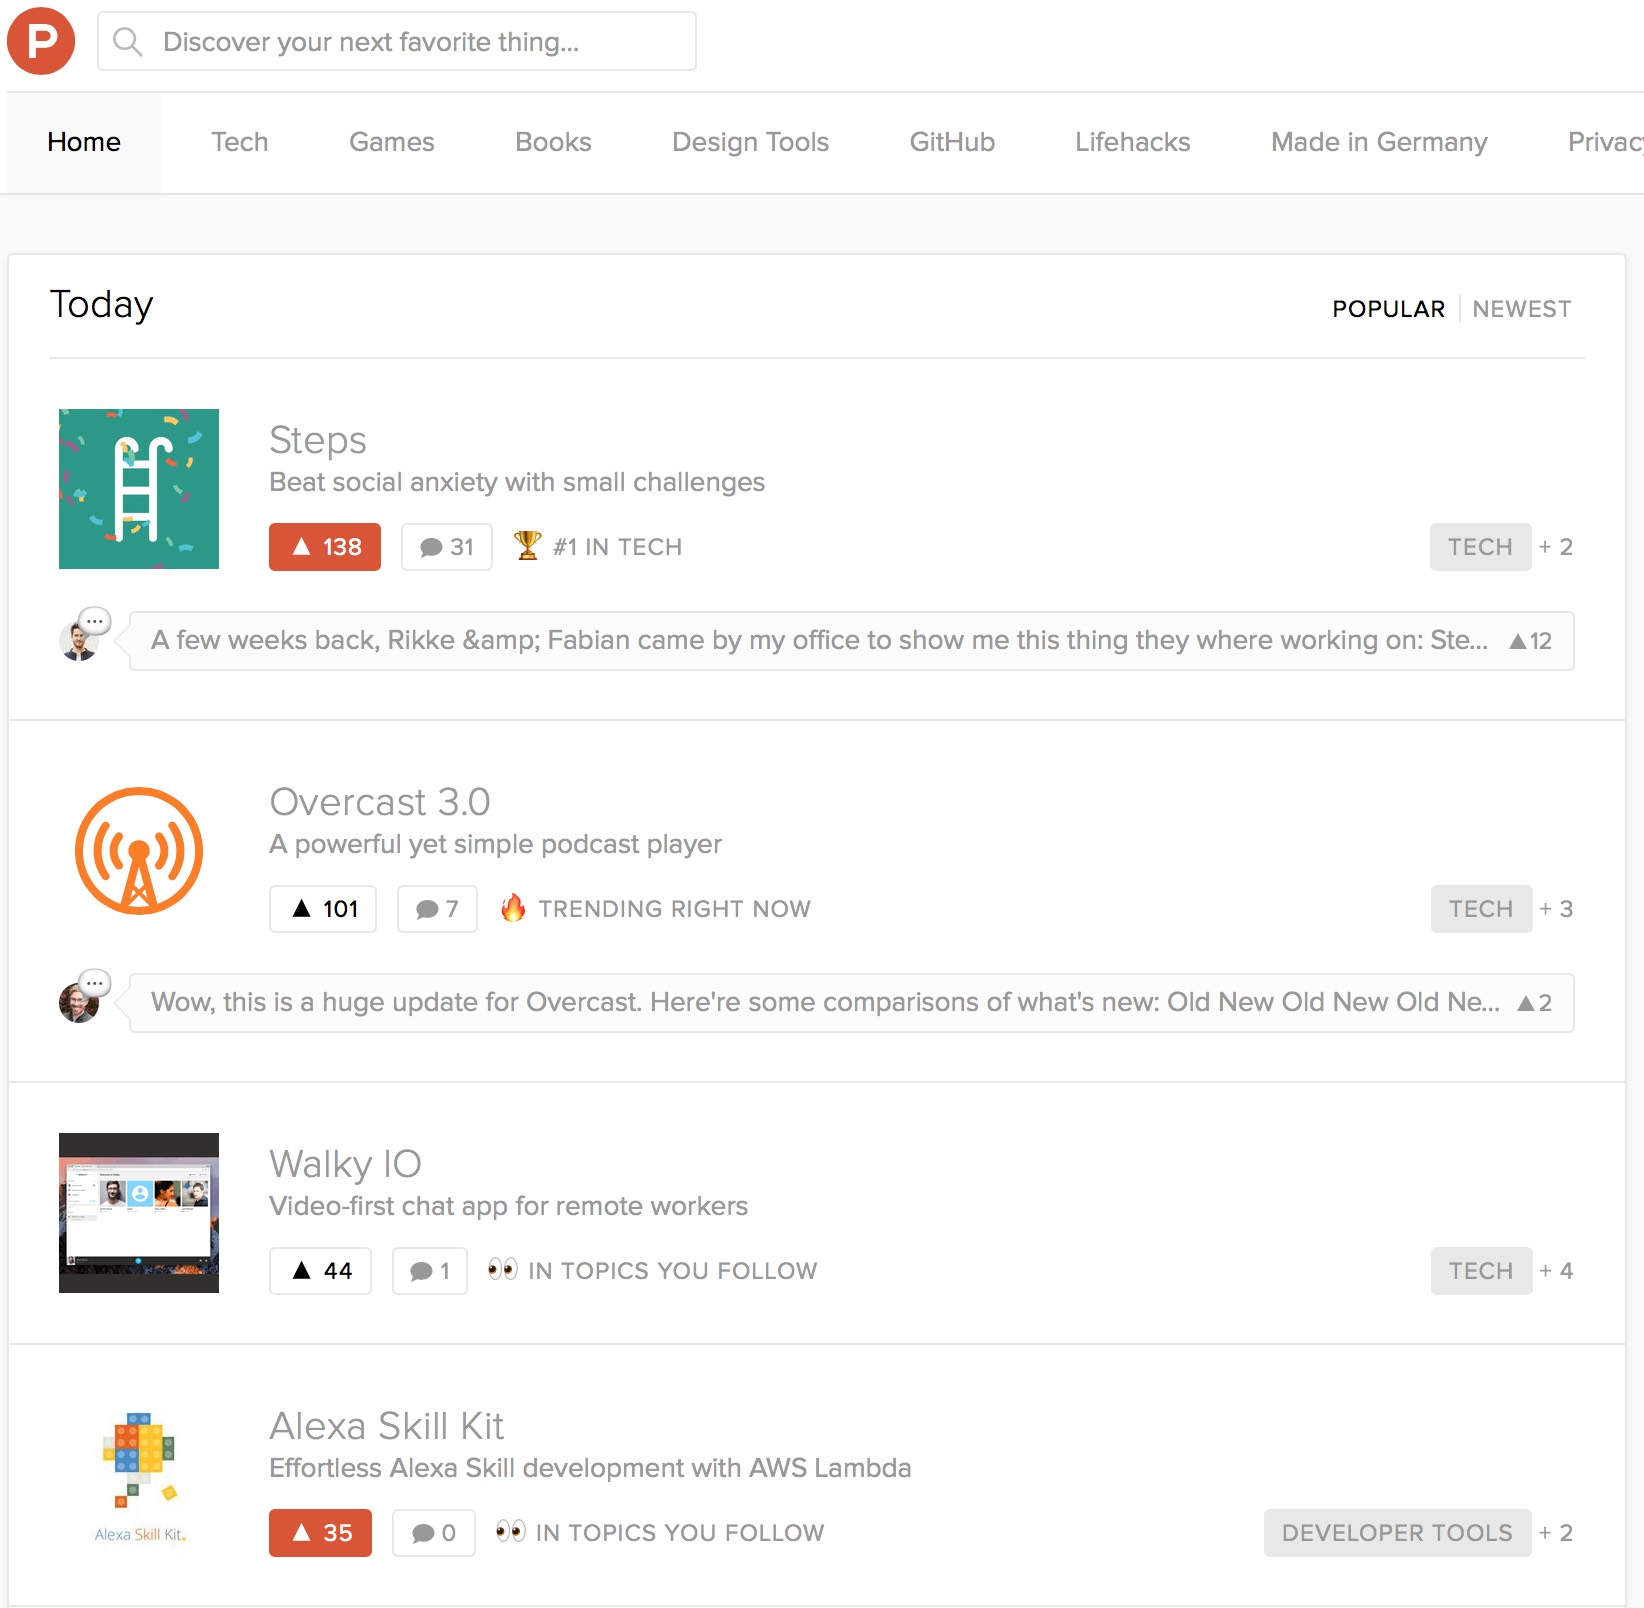 P Discover your next favorite thing...
Home Tech Games Books Design Tools GitHub Lifehacks Made in Germany Privacy
Today POPULAR NEWEST
Steps
Beat social anxiety with small challenges
138 31 #1 IN TECH TECH + 2
A few weeks back, Rikke &amp; Fabian came by my office to show me this thing they where working on: Ste... 12
Overcast 3.0
A powerful yet simple podcast player
101 7 TRENDING RIGHT NOW TECH + 3
Wow, this is a huge update for Overcast. Here're some comparisons of what's new: Old New Old New Old Ne... 2
Walky IO
Video-first chat app for remote workers
44 1 IN TOPICS YOU FOLLOW TECH + 4
Alexa Skill Kit
Effortless Alexa Skill development with AWS Lambda
Alexa Skill Kit.
35 0 IN TOPICS YOU FOLLOW DEVELOPER TOOLS + 2